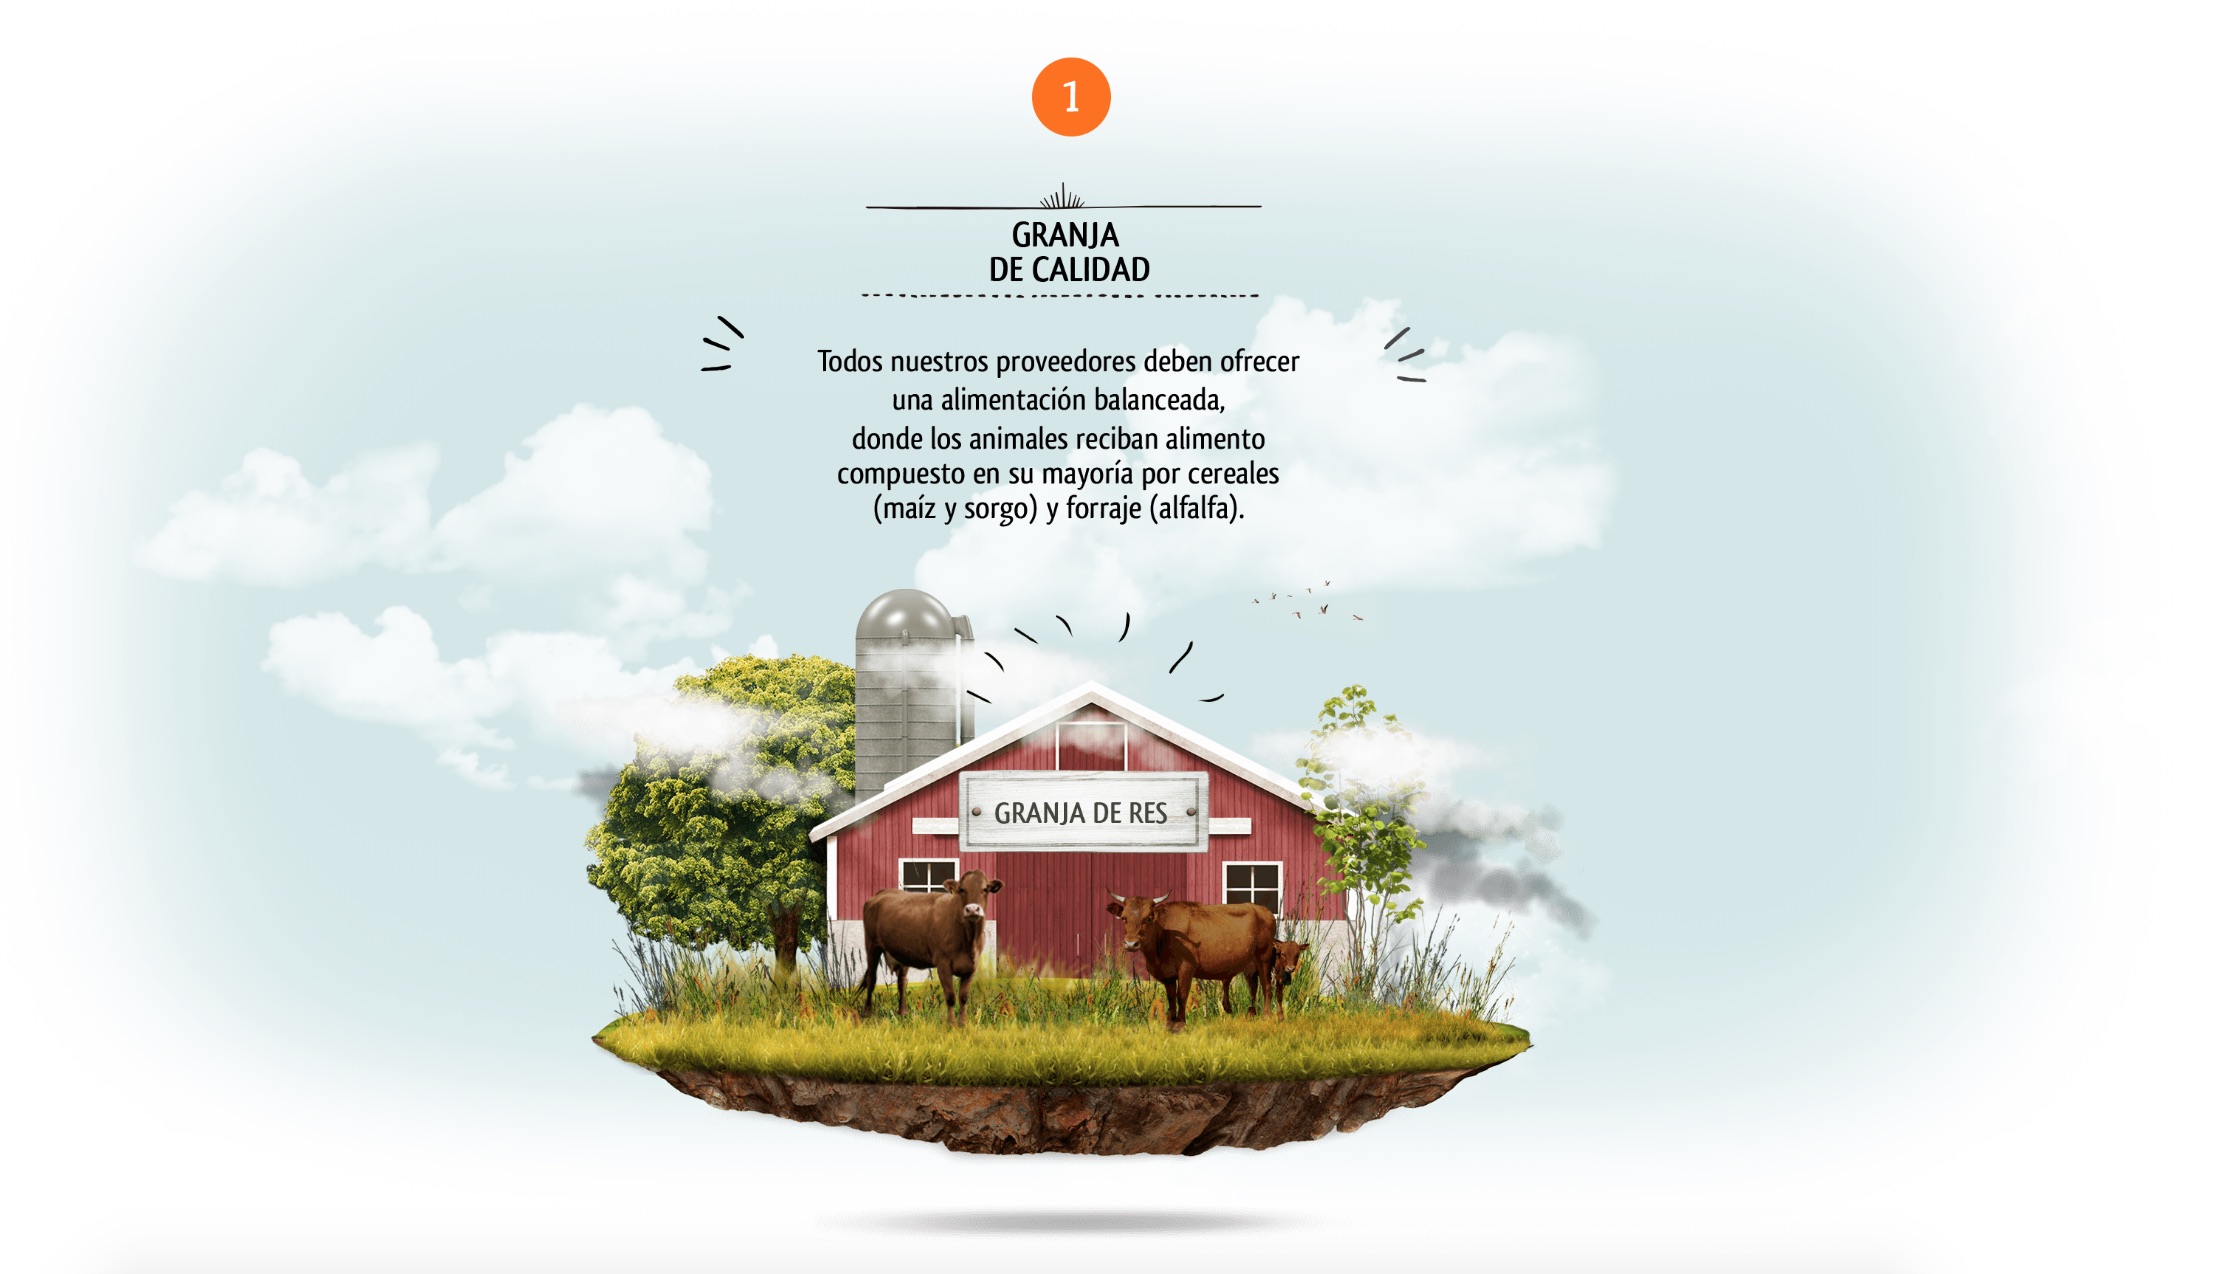 1
GRANJA
DE CALIDAD
Todos nuestros proveedores deben ofrecer
una alimentación balanceada,
donde los animales reciban alimento
compuesto en su mayoría por cereales
(maíz y sorgo) y forraje (alfalfa).
GRANJA DE RES